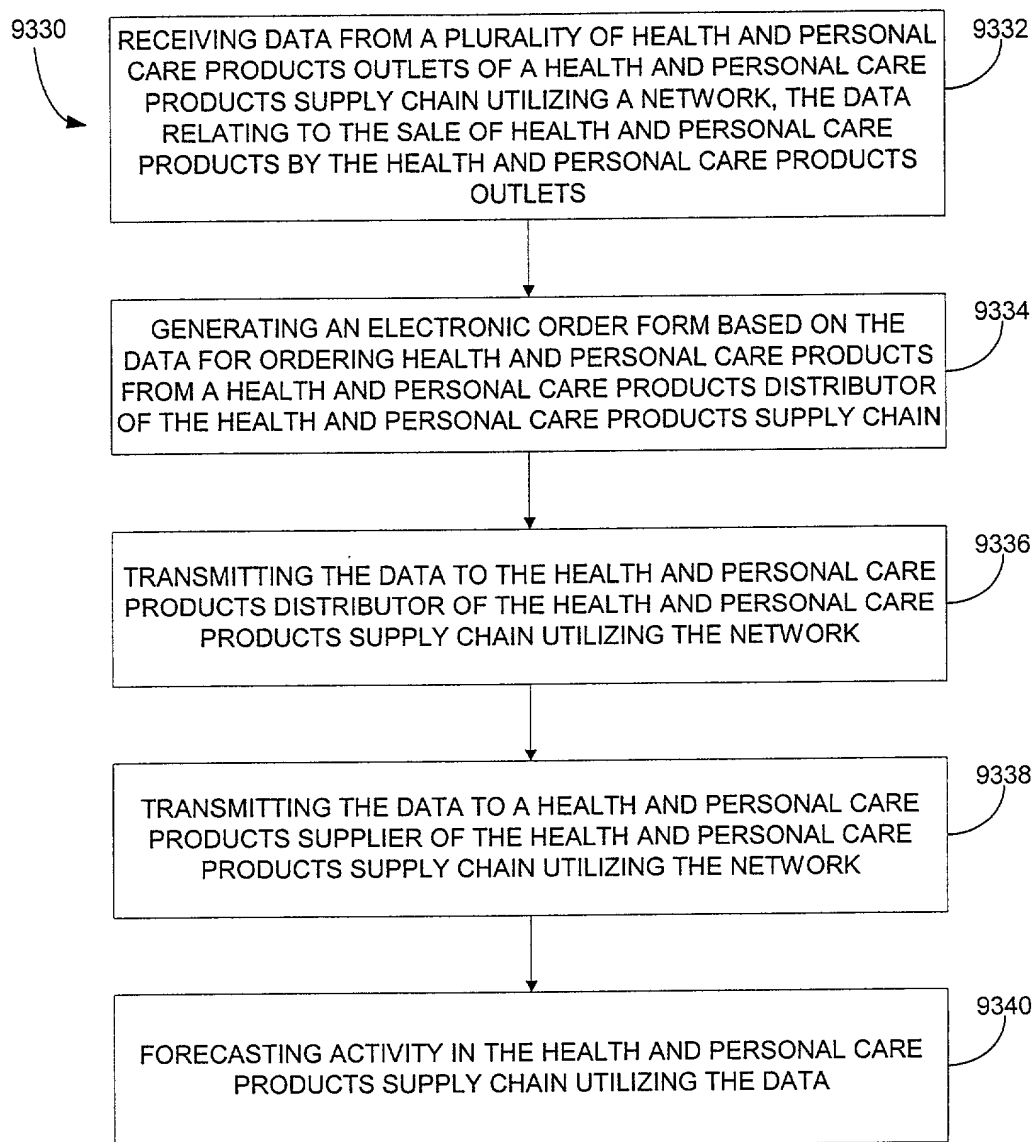 9330
9332
RECEIVING DATA FROM A PLURALITY OF HEALTH AND PERSONAL
CARE PRODUCTS OUTLETS OF A HEALTH AND PERSONAL CARE
PRODUCTS SUPPLY CHAIN UTILIZING A NETWORK, THE DATA
RELATING TO THE SALE OF HEALTH AND PERSONAL CARE
PRODUCTS BY THE HEALTH AND PERSONAL CARE PRODUCTS
OUTLETS
9334
GENERATING AN ELECTRONIC ORDER FORM BASED ON THE
DATA FOR ORDERING HEALTH AND PERSONAL CARE PRODUCTS
FROM A HEALTH AND PERSONAL CARE PRODUCTS DISTRIBUTOR
OF THE HEALTH AND PERSONAL CARE PRODUCTS SUPPLY CHAIN
9336
TRANSMITTING THE DATA TO THE HEALTH AND PERSONAL CARE
PRODUCTS DISTRIBUTOR OF THE HEALTH AND PERSONAL CARE
PRODUCTS SUPPLY CHAIN UTILIZING THE NETWORK
9338
TRANSMITTING THE DATA TO A HEALTH AND PERSONAL CARE
PRODUCTS SUPPLIER OF THE HEALTH AND PERSONAL CARE
PRODUCTS SUPPLY CHAIN UTILIZING THE NETWORK
9340
FORECASTING ACTIVITY IN THE HEALTH AND PERSONAL CARE
PRODUCTS SUPPLY CHAIN UTILIZING THE DATA